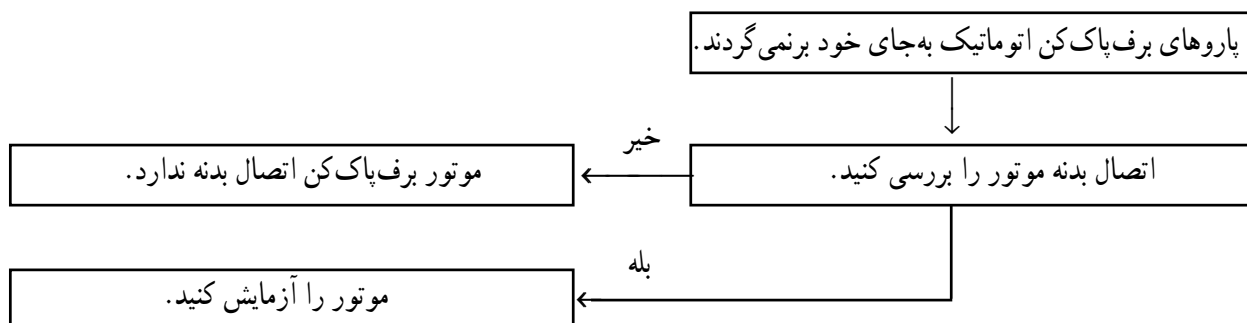 پاروهای برف‌پاک‌کن اتوماتیک به‌جای خود برنمی‌گردند.
اتصال بدنه موتور را بررسی کنید.
خیر
موتور برف‌پاک‌کن اتصال بدنه ندارد.
بله
موتور را آزمایش کنید.